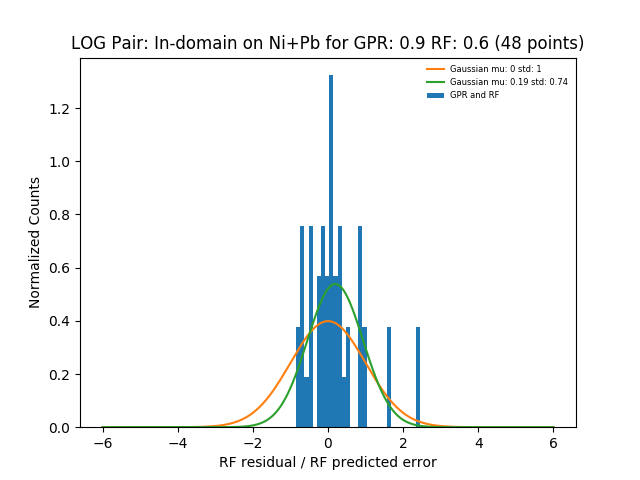 LOG Pair: In-domain on Ni+Pb for GPR: 0.9 RF: 0.6 (48 points)
Gaussian mu: 0 std: 1
Gaussian mu: 0.19 std: 0.74
GPR and RF
Normalized Counts
1.2
1.0
0.8
0.6
0.4
0.2
0.0
−6 −4 −2 0 2 4 6
RF residual / RF predicted error